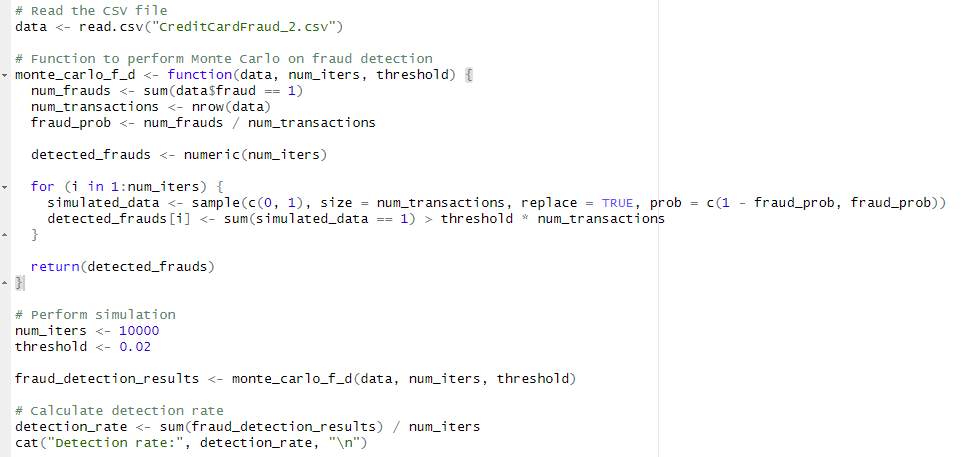 # Read the CSV file
data <- read.csv("CreditCardFraud_2.csv")
# Function to perform Monte Carlo on fraud detection
monte_carlo_f_d <- function(data, num_iters, threshold) {
  num_frauds <- sum(data$fraud == 1)
  num_transactions <- nrow(data)
  fraud_prob <- num_frauds / num_transactions
  detected_frauds <- numeric(num_iters)
  for (i in 1:num_iters) {
    simulated_data <- sample(c(0, 1), size = num_transactions, replace = TRUE, prob = c(1 - fraud_prob, fraud_prob))
    detected_frauds[i] <- sum(simulated_data == 1) > threshold * num_transactions
  }
  return(detected_frauds)
}
# Perform simulation
num_iters <- 10000
threshold <- 0.02
fraud_detection_results <- monte_carlo_f_d(data, num_iters, threshold)
# Calculate detection rate
detection_rate <- sum(fraud_detection_results) / num_iters
cat("Detection rate:", detection_rate, "\n")